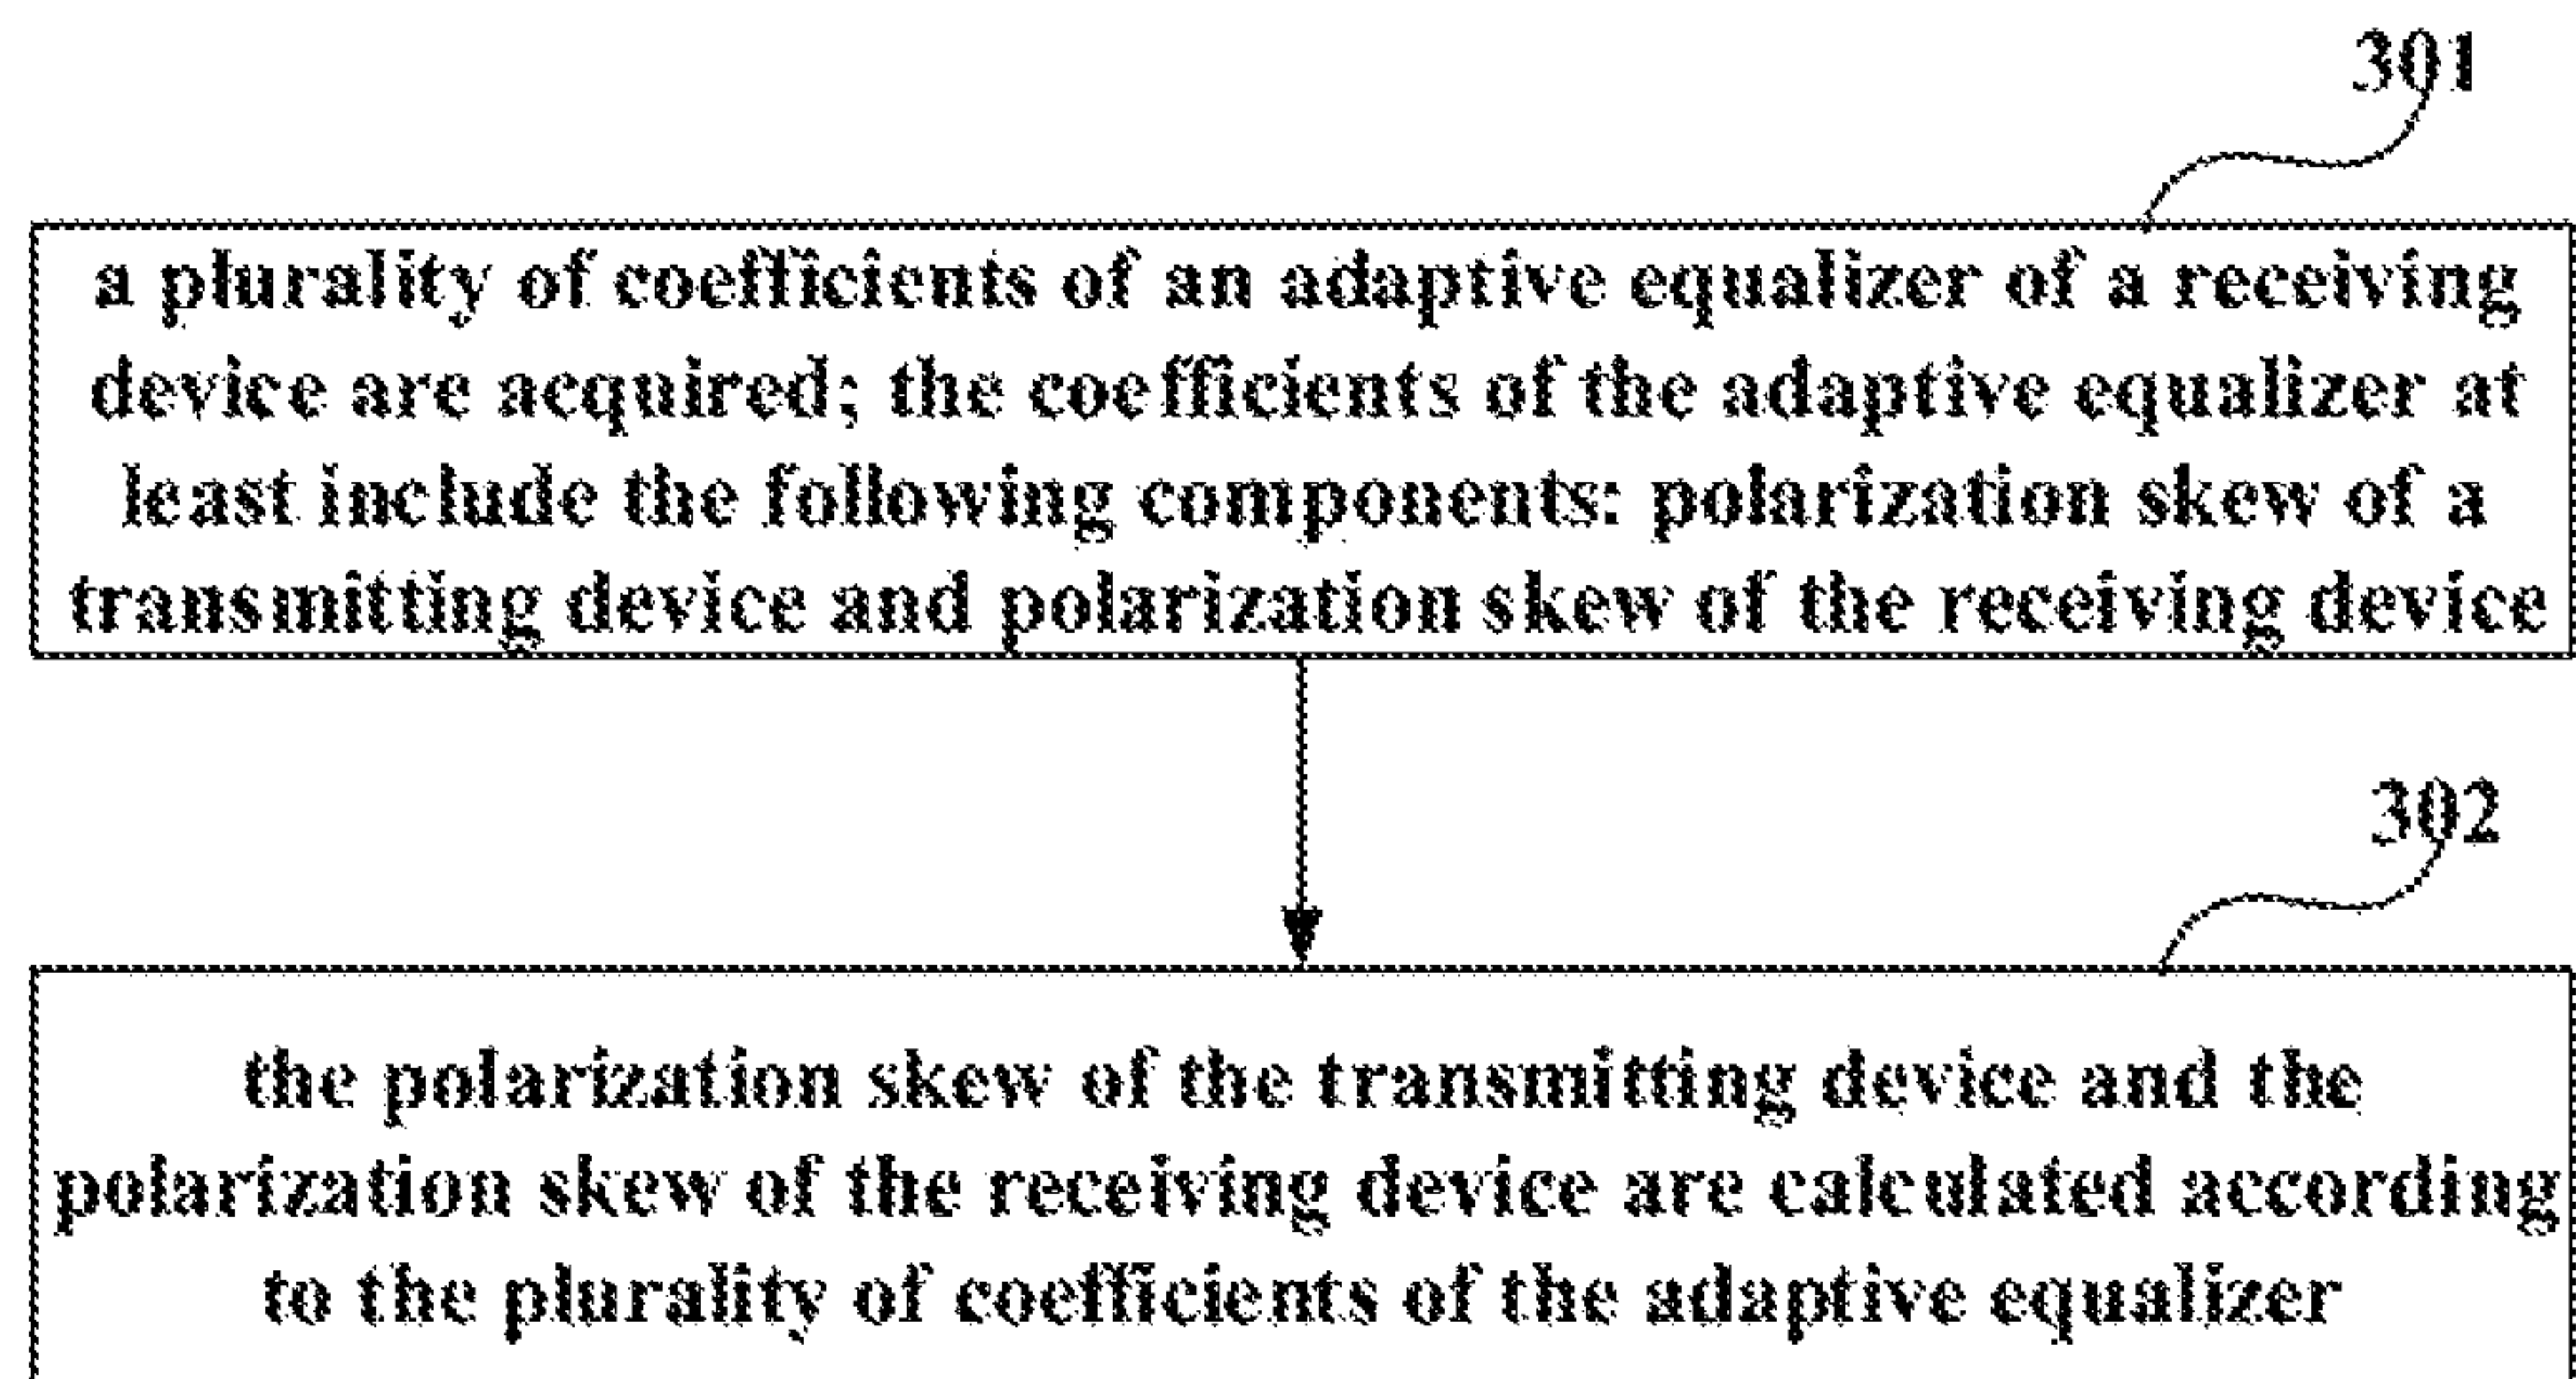 301
a plurality of coefficients of an adaptive equalizer of a receiving
device are acquired; the coefficients of the adaptive equalizer at
least include the following components: polarization skew of a
transmitting device and polarization skew of the receiving device
302
the polarization skew of the transmitting device and the
polarization skew of the receiving device are calculated according
to the plurality of coefficients of the adaptive equalizer